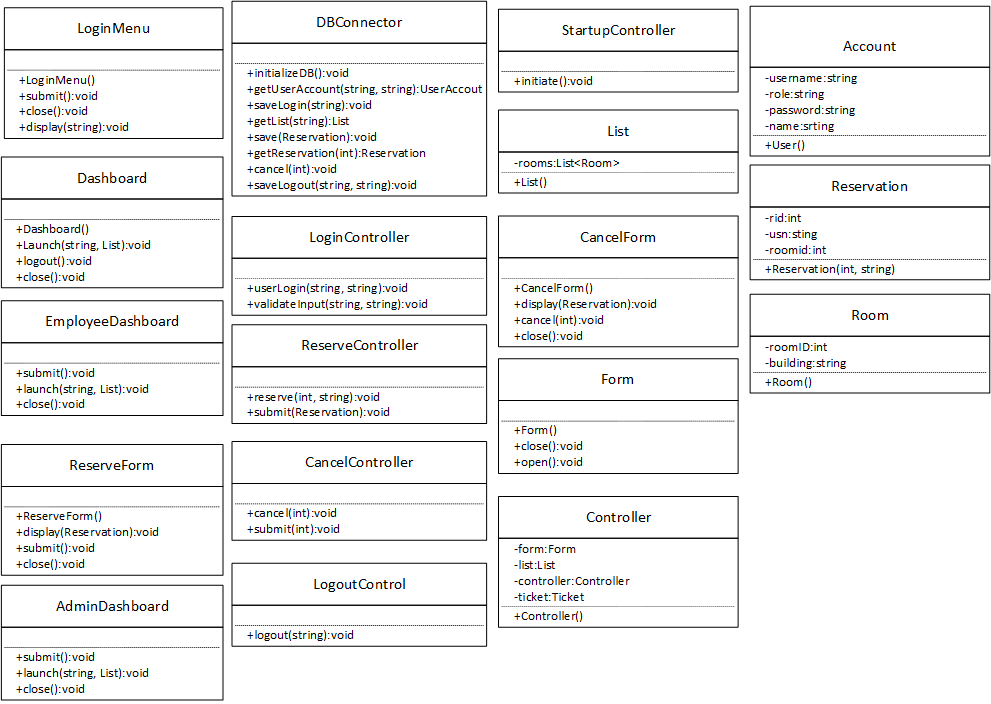 LoginMenu
+LoginMenu()
+submit():void
+close():void
+display(string):void
Dashboard
+Dashboard()
+Launch(string, List):void
+logout():void
+close():void
EmployeeDashboard
+submit():void
+launch(string, List):void
+close():void
ReserveForm
+ReserveForm()
+display(Reservation):void
+submit():void
+close():void
AdminDashboard
+submit():void
+launch(string, List):void
+close():void
DBConnector
+initializeDB():void
+getUserAccount(string, string):UserAccout
+saveLogin(string):void
+getList(string):List
+save(Reservation):void
+getReservation(int):Reservation
+cancel(int):void
+saveLogout(string, string):void
LoginController
+userLogin(string, string):void
+validateInput(string, string):void
ReserveController
+reserve(int, string):void
+submit(Reservation):void
CancelController
+cancel(int):void
+submit(int):void
LogoutControl
+logout(string):void
StartupController
+initiate():void
List
-rooms:List<Room>
+List()
CancelForm
+CancelForm()
+display(Reservation):void
+cancel(int):void
+close():void
Form
+Form()
+close():void
+open():void
Controller
-form:Form
-list:List
-controller:Controller
-ticket:Ticket
+Controller()
Account
-username:string
-role:string
-password:string
-name:srting
+User()
Reservation
-rid:int
-usn:sting
-roomid:int
+Reservation(int, string)
Room
-roomID:int
-building:string
+Room()